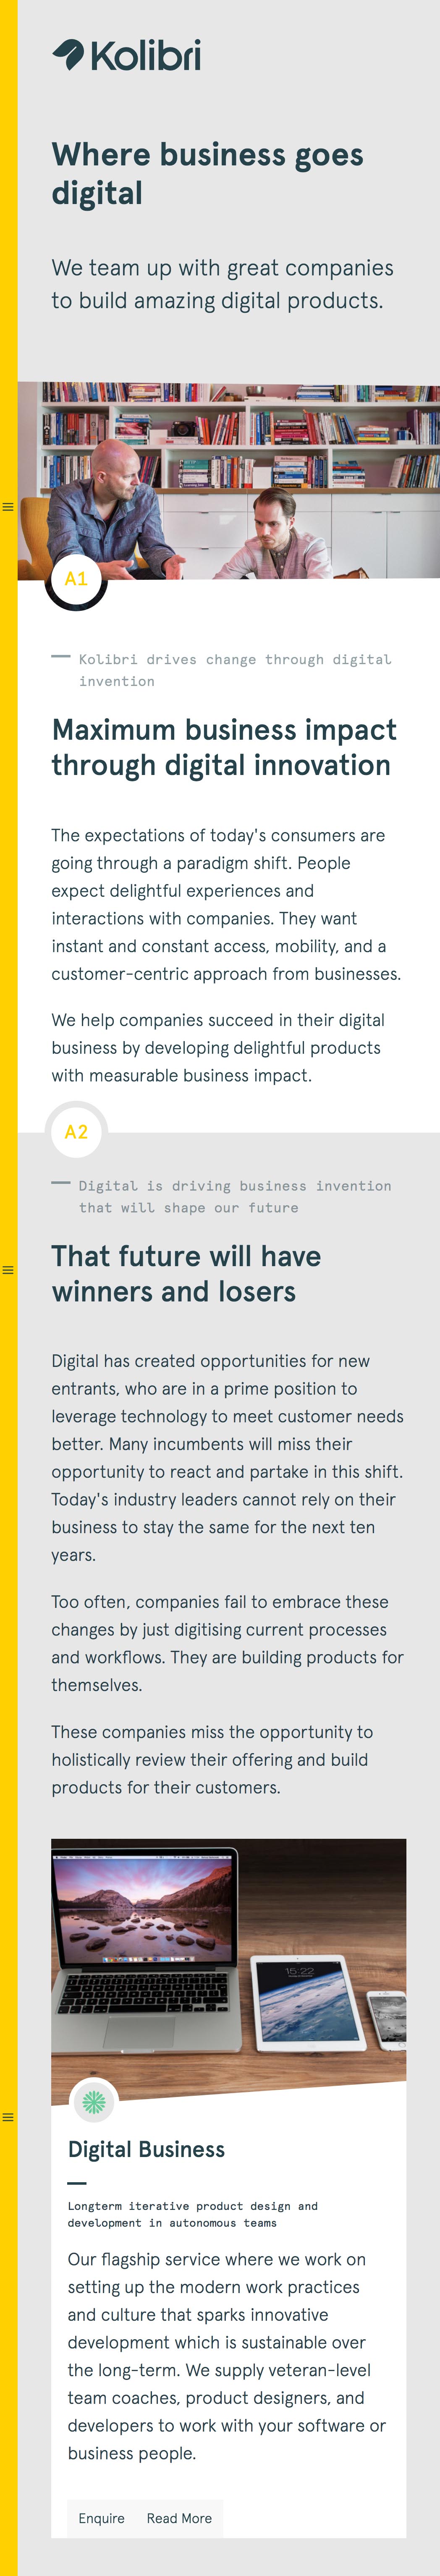 Kolibri
Where business goes
digital
We team up with great companies
to build amazing digital products.
A1
Kolibri drives change through digital
invention
Maximum business impact
through digital innovation
The expectations of today's consumers are
going through a paradigm shift. People
expect delightful experiences and
interactions with companies. They want
instant and constant access, mobility, and a
customer-centric approach from businesses.
We help companies succeed in their digital
business by developing delightful products
with measurable business impact.
A2
Digital is driving business invention
that will shape our future
That future will have
winners and losers
Digital has created opportunities for new
entrants, who are in a prime position to
leverage technology to meet customer needs
better. Many incumbents will miss their
opportunity to react and partake in this shift.
Today's industry leaders cannot rely on their
business to stay the same for the next ten
years.
Too often, companies fail to embrace these
changes by just digitising current processes
and workflows. They are building products for
themselves.
These companies miss the opportunity to
holistically review their offering and build
products for their customers.
15:22
Digital Business
Longterm iterative product design and
development in autonomous teams
Our flagship service where we work on
setting up the modern work practices
and culture that sparks innovative
development which is sustainable over
the long-term. We supply veteran-level
team coaches, product designers, and
developers to work with your software or
business people.
Enquire Read More